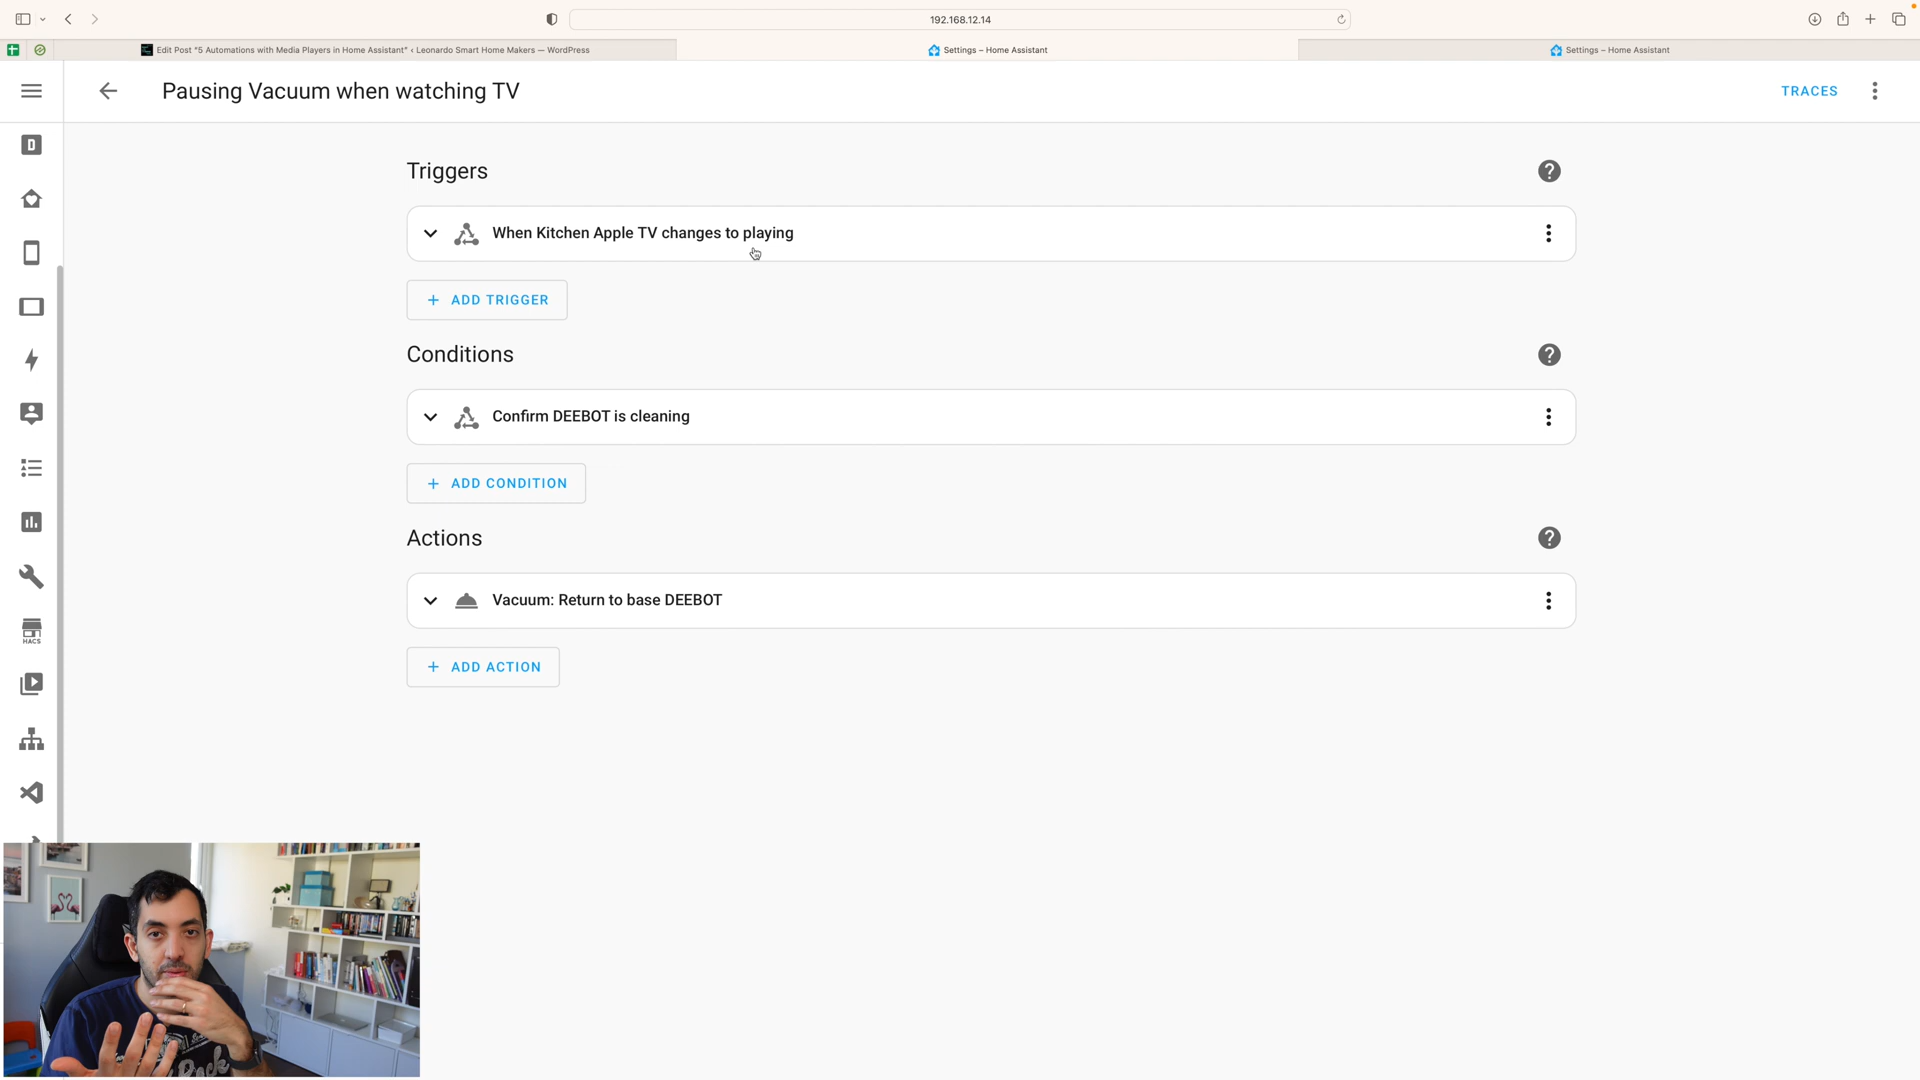 192.168.12.14
Edit Post "5 Automations with Media Players in Home Assistant" ‹ Leonardo Smart Home Makers — WordPress
Settings – Home Assistant
Settings – Home Assistant
Pausing Vacuum when watching TV
TRACES
D
Triggers
?
When Kitchen Apple TV changes to playing
+ ADD TRIGGER
Conditions
?
Confirm DEEBOT is cleaning
+ ADD CONDITION
Actions
?
Vacuum: Return to base DEEBOT
HACS
+ ADD ACTION
Rock